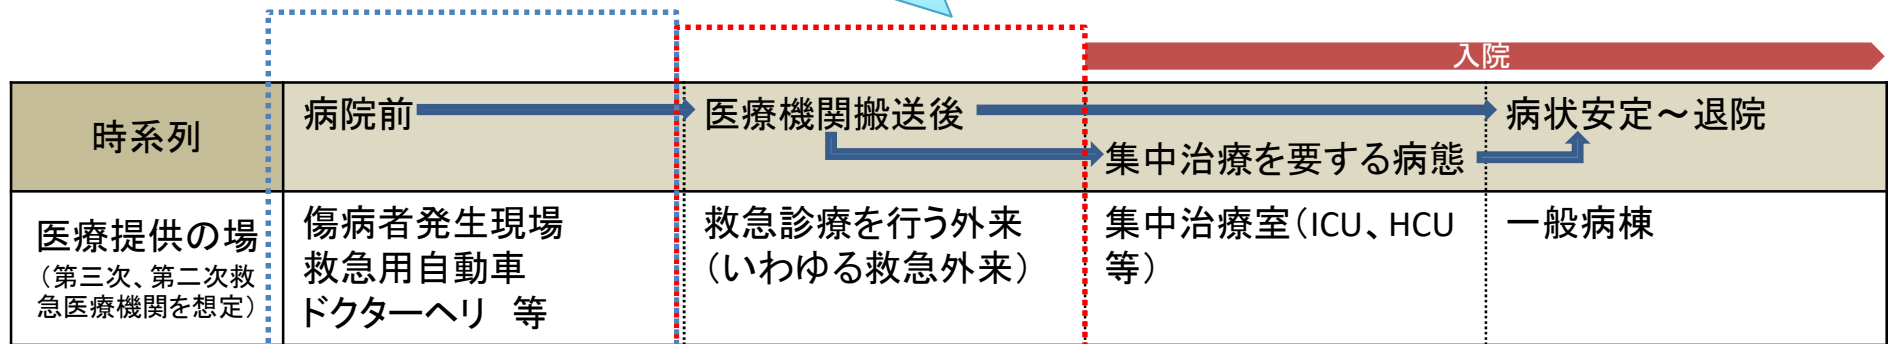 入院
時系列
病院前
医療機関搬送後
病状安定～退院
集中治療を要する病態
医療提供の場
（第三次、第二次救
急医療機関を想定）
傷病者発生現場
救急用自動車
ドクターヘリ　等
救急診療を行う外来
（いわゆる救急外来）
集中治療室（ICU、HCU
等）
一般病棟